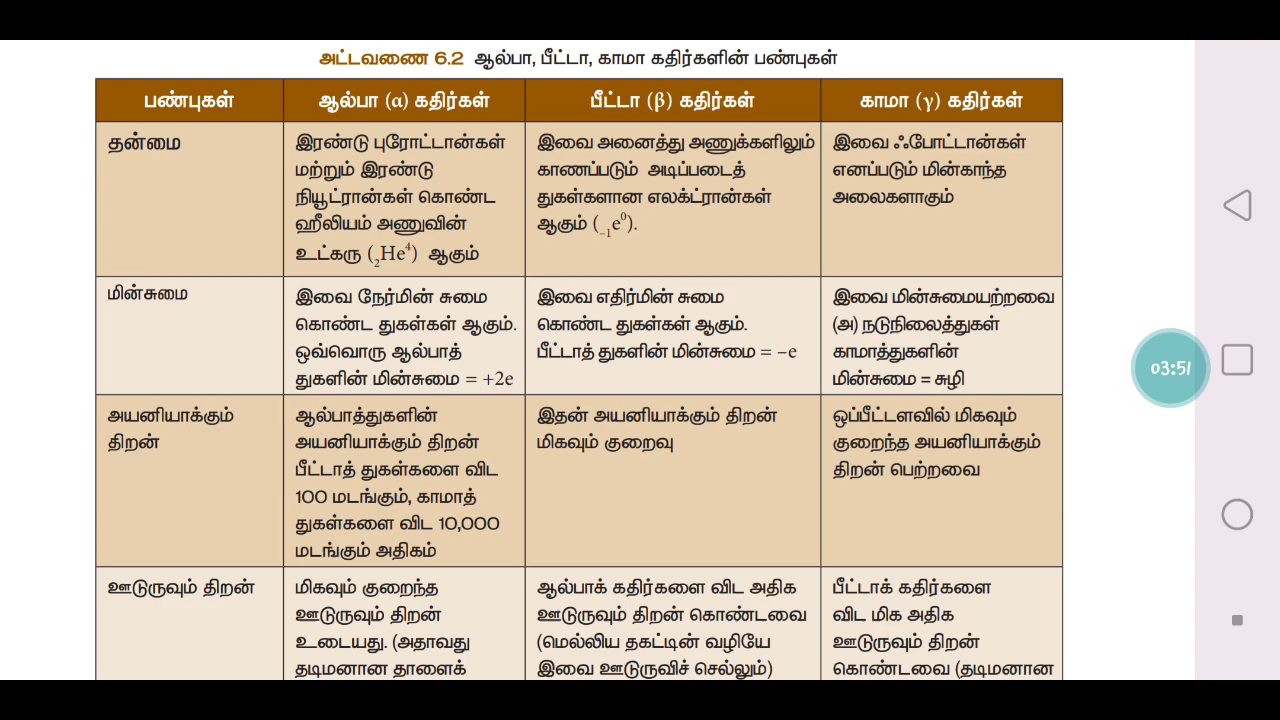 அட்டவணை 6.2 ஆல்பா, பீட்டா, காமா கதிர்களின் பண்புகள்
பண்புகள்
ஆல்பா (α) கதிர்கள்
பீட்டா (β) கதிர்கள்
காமா (γ) கதிர்கள்
தன்மை
இரண்டு புரோட்டான்கள்
மற்றும் இரண்டு
நியூட்ரான்கள் கொண்ட
ஹீலியம் அணுவின்
உட்கரு (₂He⁴) ஆகும்
இவை அனைத்து அணுக்களிலும்
காணப்படும் அடிப்படைத்
துகள்களான எலக்ட்ரான்கள்
ஆகும் (₋₁e⁰).
இவை ஃபோட்டான்கள்
எனப்படும் மின்காந்த
அலைகளாகும்
மின்சுமை
இவை நேர்மின் சுமை
கொண்ட துகள்கள் ஆகும்.
ஒவ்வொரு ஆல்பாத்
துகளின் மின்சுமை = +2e
இவை எதிர்மின் சுமை
கொண்ட துகள்கள் ஆகும்.
பீட்டாத் துகளின் மின்சுமை = –e
இவை மின்சுமையற்றவை
(அ) நடுநிலைத்துகள்
காமாத்துகளின்
மின்சுமை = சுழி
அயனியாக்கும்
திறன்
ஆல்பாத்துகளின்
அயனியாக்கும் திறன்
பீட்டாத் துகள்களை விட
100 மடங்கும், காமாத்
துகள்களை விட 10,000
மடங்கும் அதிகம்
இதன் அயனியாக்கும் திறன்
மிகவும் குறைவு
ஒப்பீட்டளவில் மிகவும்
குறைந்த அயனியாக்கும்
திறன் பெற்றவை
ஊடுருவும் திறன்
மிகவும் குறைந்த
ஊடுருவும் திறன்
உடையது. (அதாவது
தடிமனான தாளைக்
ஆல்பாக் கதிர்களை விட அதிக
ஊடுருவும் திறன் கொண்டவை
(மெல்லிய தகட்டின் வழியே
இவை ஊடுருவிச் செல்லும்)
பீட்டாக் கதிர்களை
விட மிக அதிக
ஊடுருவும் திறன்
கொண்டவை (தடிமனான
03:51